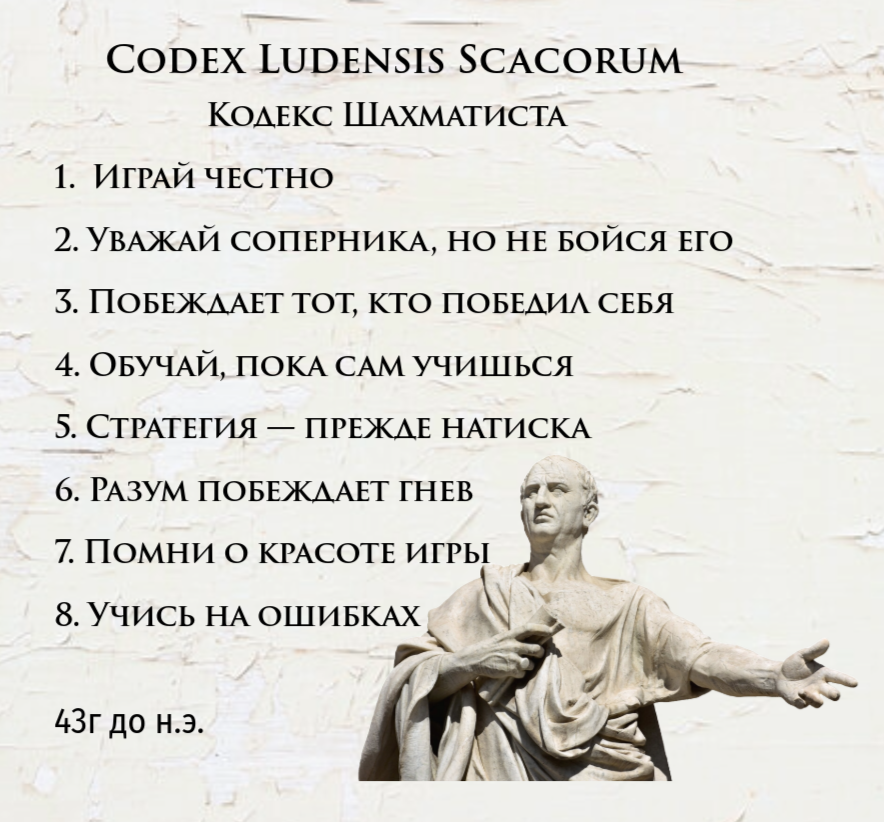 Codex Ludensis Scacorum
Кодекс Шахматиста
1. Играй честно
2. Уважай соперника, но не бойся его
3. Побеждает тот, кто победил себя
4. Обучай, пока сам учишься
5. Стратегия — прежде натиска
6. Разум побеждает гнев
7. Помни о красоте игры
8. Учись на ошибках
43г до н.э.